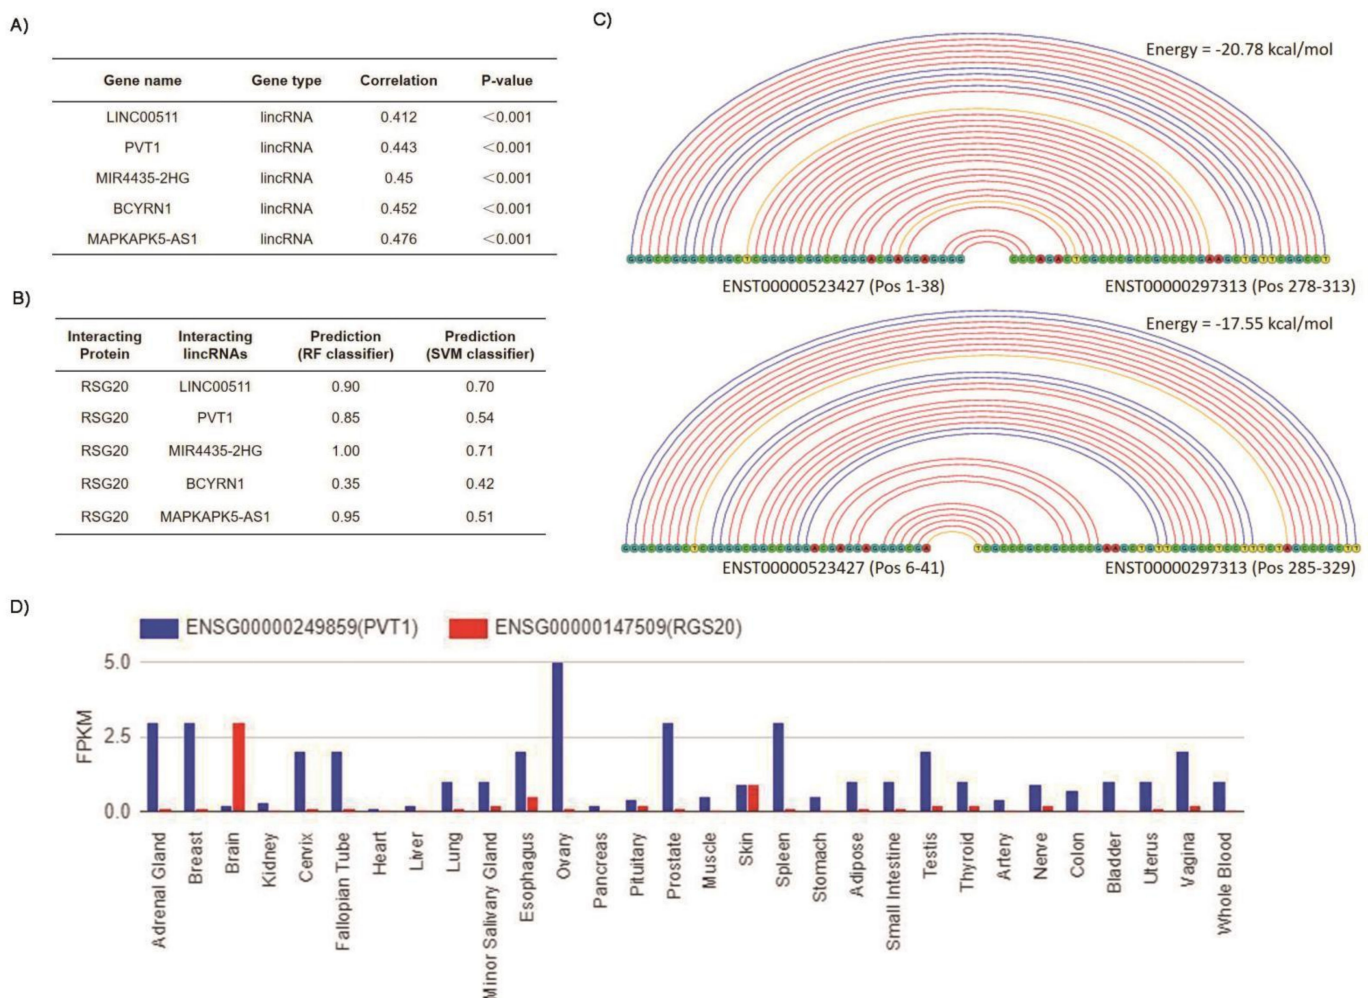 A)
Gene name Gene type Correlation P-value
LINC00511 lincRNA 0.412 <0.001
PVT1 lincRNA 0.443 <0.001
MIR4435-2HG lincRNA 0.45 <0.001
BCYRN1 lincRNA 0.452 <0.001
MAPKAPK5-AS1 lincRNA 0.476 <0.001
B)
Interacting Interacting Prediction Prediction
Protein lincRNAs (RF classifier) (SVM classifier)
RSG20 LINC00511 0.90 0.70
RSG20 PVT1 0.85 0.54
RSG20 MIR4435-2HG 1.00 0.71
RSG20 BCYRN1 0.35 0.42
RSG20 MAPKAPK5-AS1 0.95 0.51
C)
Energy = -20.78 kcal/mol
ENST00000523427 (Pos 1-38) ENST00000297313 (Pos 278-313)
Energy = -17.55 kcal/mol
ENST00000523427 (Pos 6-41) ENST00000297313 (Pos 285-329)
D)
ENSG00000249859(PVT1) ENSG00000147509(RGS20)
FPKM
5.0
2.5
0.0
Adrenal Gland
Breast
Brain
Kidney
Cervix
Fallopian Tube
Heart
Liver
Lung
Minor Salivary Gland
Esophagus
Ovary
Pancreas
Pituitary
Prostate
Muscle
Skin
Spleen
Stomach
Adipose
Small Intestine
Testis
Thyroid
Artery
Nerve
Colon
Bladder
Uterus
Vagina
Whole Blood